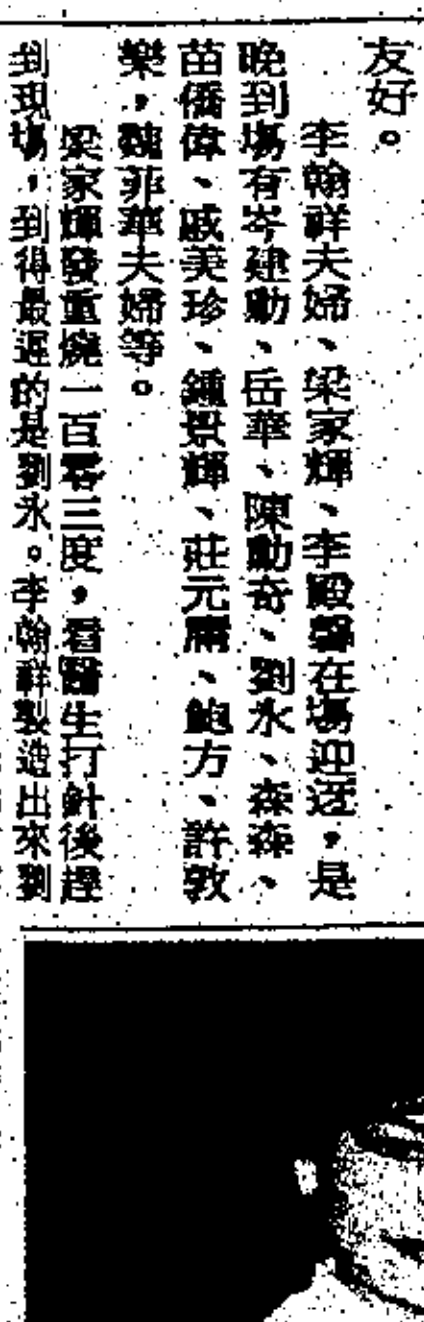 友好。
李翰祥夫婦、梁家輝、李殿馨在場迎迓，是
晚到場有岑建勳、岳華、陳勳奇、劉永、森森、
苗僑偉、戚美珍、鍾景輝、莊元庸、鮑方、許敦
樂，魏菲華夫婦等。
梁家輝發重燒一百零三度，看醫生打針後趕
到現場，到得最遲的是劉永。李翰祥製造出來劉